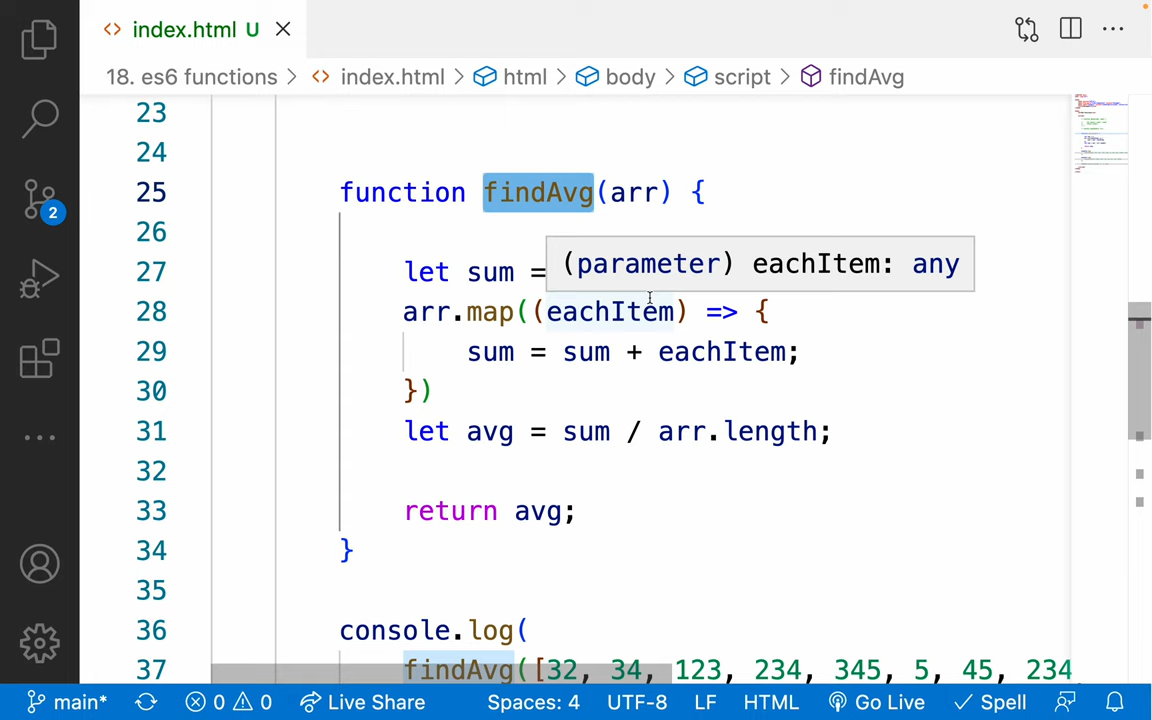 index.html U
18. es6 functions > index.html > html > body > script > findAvg
23
24
25 function findAvg(arr) {
26
27 let sum =
(parameter) eachItem: any
28 arr.map((eachItem) => {
29 sum = sum + eachItem;
30 })
31 let avg = sum / arr.length;
32
33 return avg;
34 }
35
36 console.log(
37 findAvg([32, 34, 123, 234, 345, 5, 45, 234
2
main* 0 0 Live Share Spaces: 4 UTF-8 LF HTML Go Live Spell